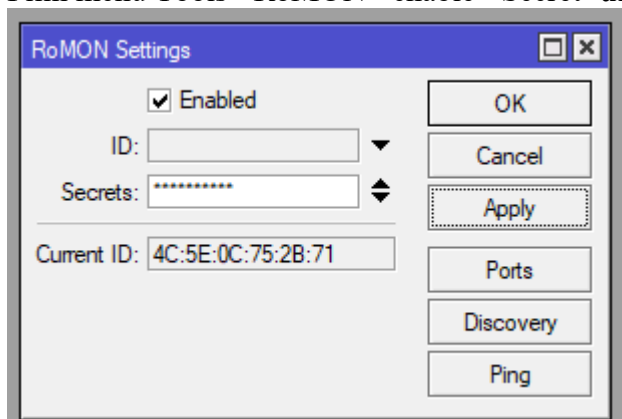 RoMON Settings
Enabled
OK
ID:
Cancel
Secrets: **********
Apply
Current ID: 4C:5E:0C:75:2B:71
Ports
Discovery
Ping